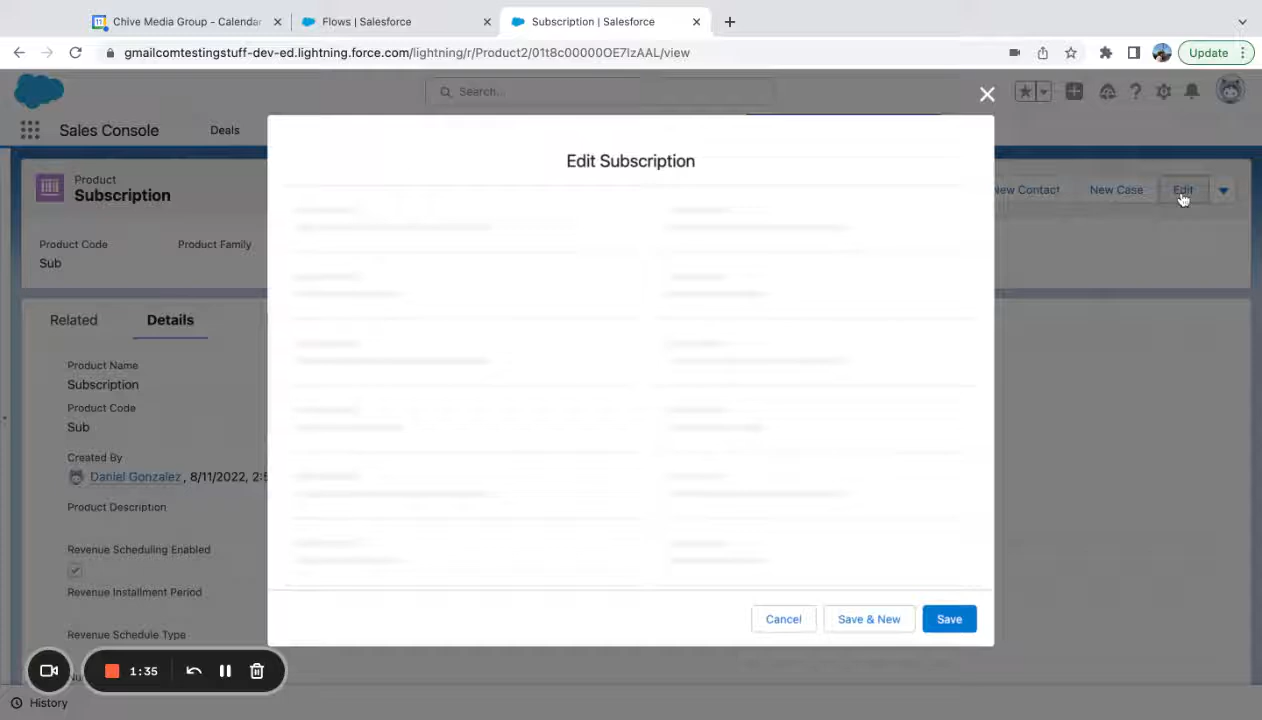 Chive Media Group - Calendar
Flows | Salesforce
Subscription | Salesforce
gmailcomtestingstuff-dev-ed.lightning.force.com/lightning/r/Product2/01t8c00000OE7lzAAL/view
Update
Search...
Sales Console
Deals
Edit Subscription
Product
Subscription
New Contact
New Case
Edit
Product Code
Product Family
Sub
Related
Details
Product Name
Subscription
Product Code
Sub
Created By
Daniel Gonzalez, 8/11/2022, 2:5
Product Description
Revenue Scheduling Enabled
Revenue Installment Period
Revenue Schedule Type
Cancel
Save & New
Save
1:35
History